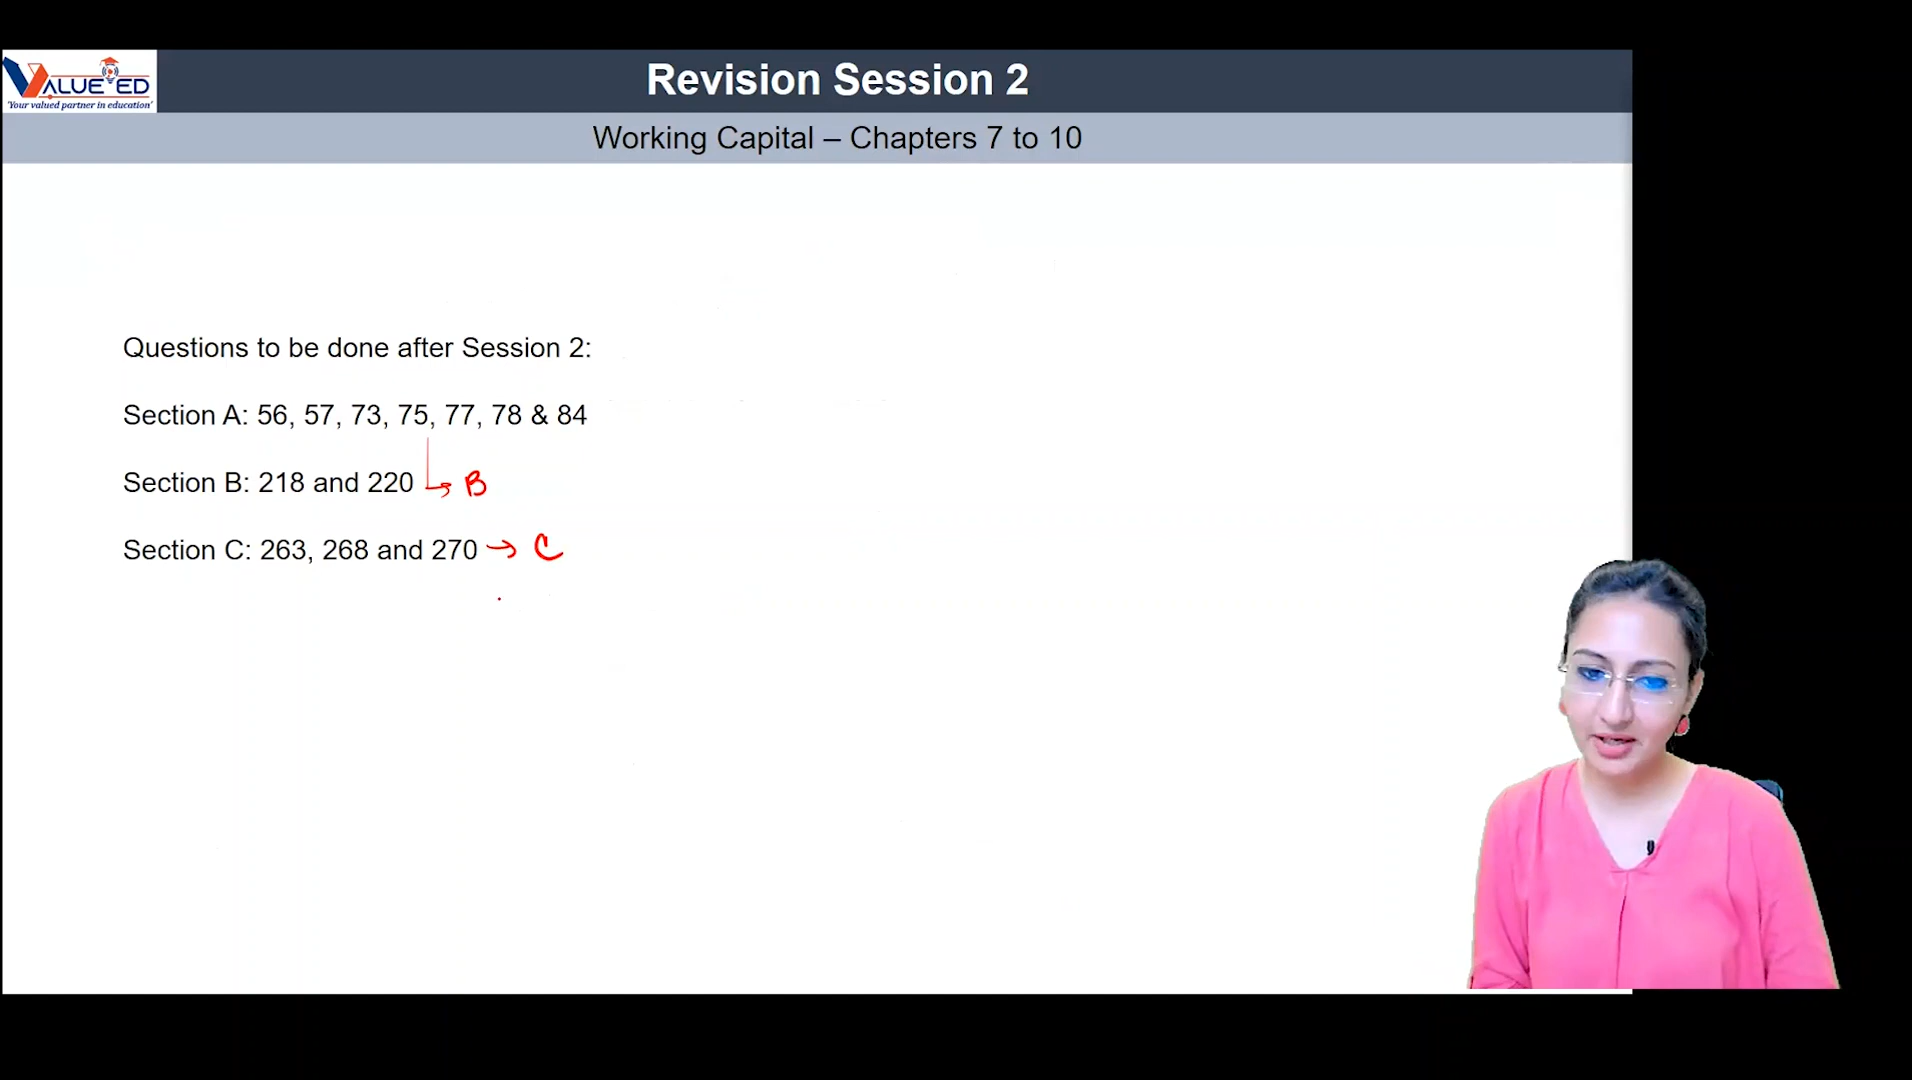 VALUE ED
'Your valued partner in education'
Revision Session 2
Working Capital – Chapters 7 to 10
Questions to be done after Session 2:
Section A: 56, 57, 73, 75, 77, 78 & 84
Section B: 218 and 220 → B
Section C: 263, 268 and 270 → C